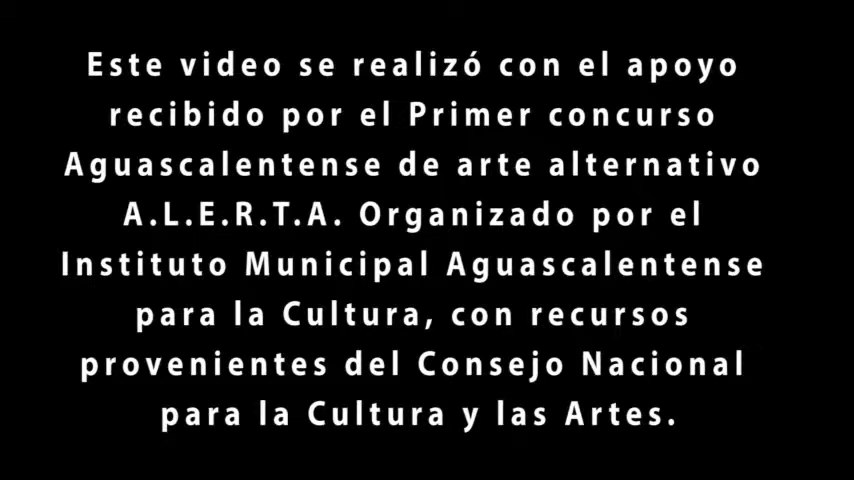 Este video se realizó con el apoyo
recibido por el Primer concurso
Aguascalentense de arte alternativo
A.L.E.R.T.A. Organizado por el
Instituto Municipal Aguascalentense
para la Cultura, con recursos
provenientes del Consejo Nacional
para la Cultura y las Artes.